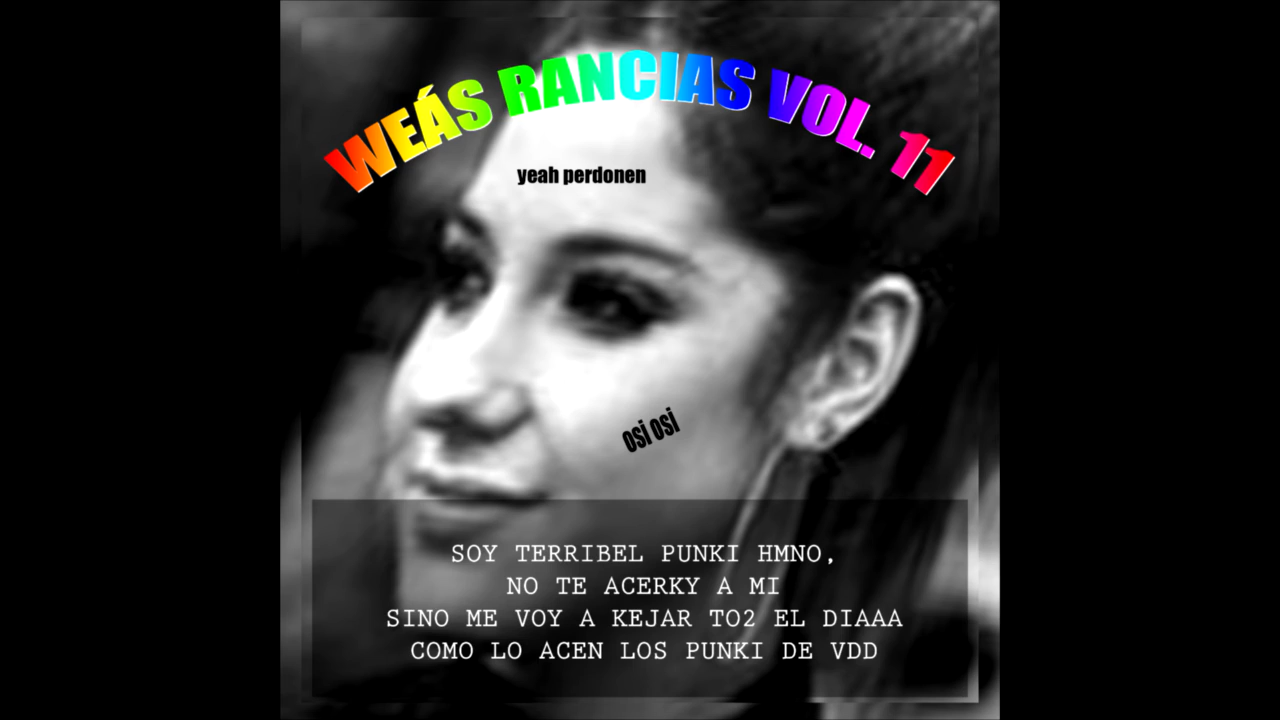 WEÁS RANCIAS VOL. 11
yeah perdonen
osi osi
SOY TERRIBEL PUNKI HMNO,
NO TE ACERKY A MI
SINO ME VOY A KEJAR TO2 EL DIAAA
COMO LO ACEN LOS PUNKI DE VDD